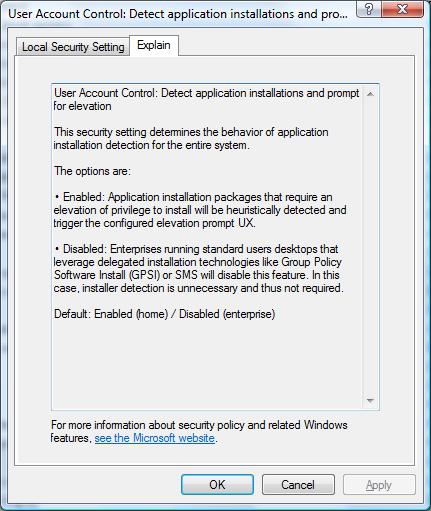 User Account Control: Detect application installations and pro...
Local Security Setting
Explain
User Account Control: Detect application installations and prompt
for elevation
This security setting determines the behavior of application
installation detection for the entire system.
The options are:
• Enabled: Application installation packages that require an
elevation of privilege to install will be heuristically detected and
trigger the configured elevation prompt UX.
• Disabled: Enterprises running standard users desktops that
leverage delegated installation technologies like Group Policy
Software Install (GPSI) or SMS will disable this feature. In this
case, installer detection is unnecessary and thus not required.
Default: Enabled (home) / Disabled (enterprise)
For more information about security policy and related Windows
features, see the Microsoft website.
OK
Cancel
Apply